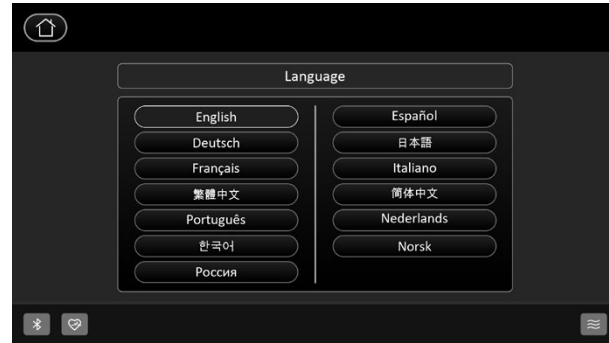 Language
English
Español
Deutsch
日本語
Français
Italiano
繁體中文
简体中文
Português
Nederlands
한국어
Norsk
Россия